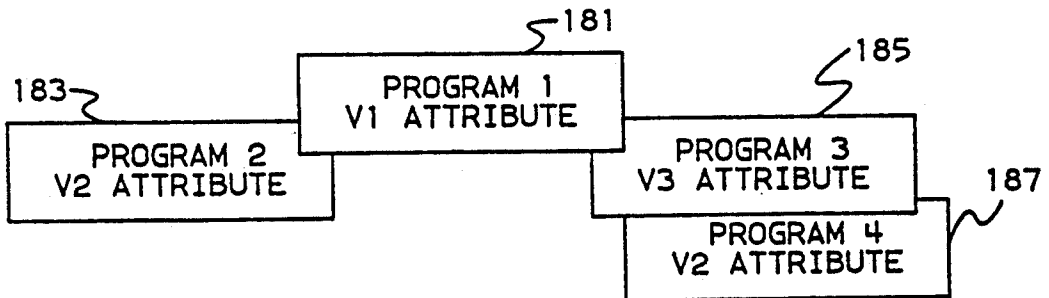 181
185
183
PROGRAM 1
V1 ATTRIBUTE
PROGRAM 2
V2 ATTRIBUTE
PROGRAM 3
V3 ATTRIBUTE
187
PROGRAM 4
V2 ATTRIBUTE